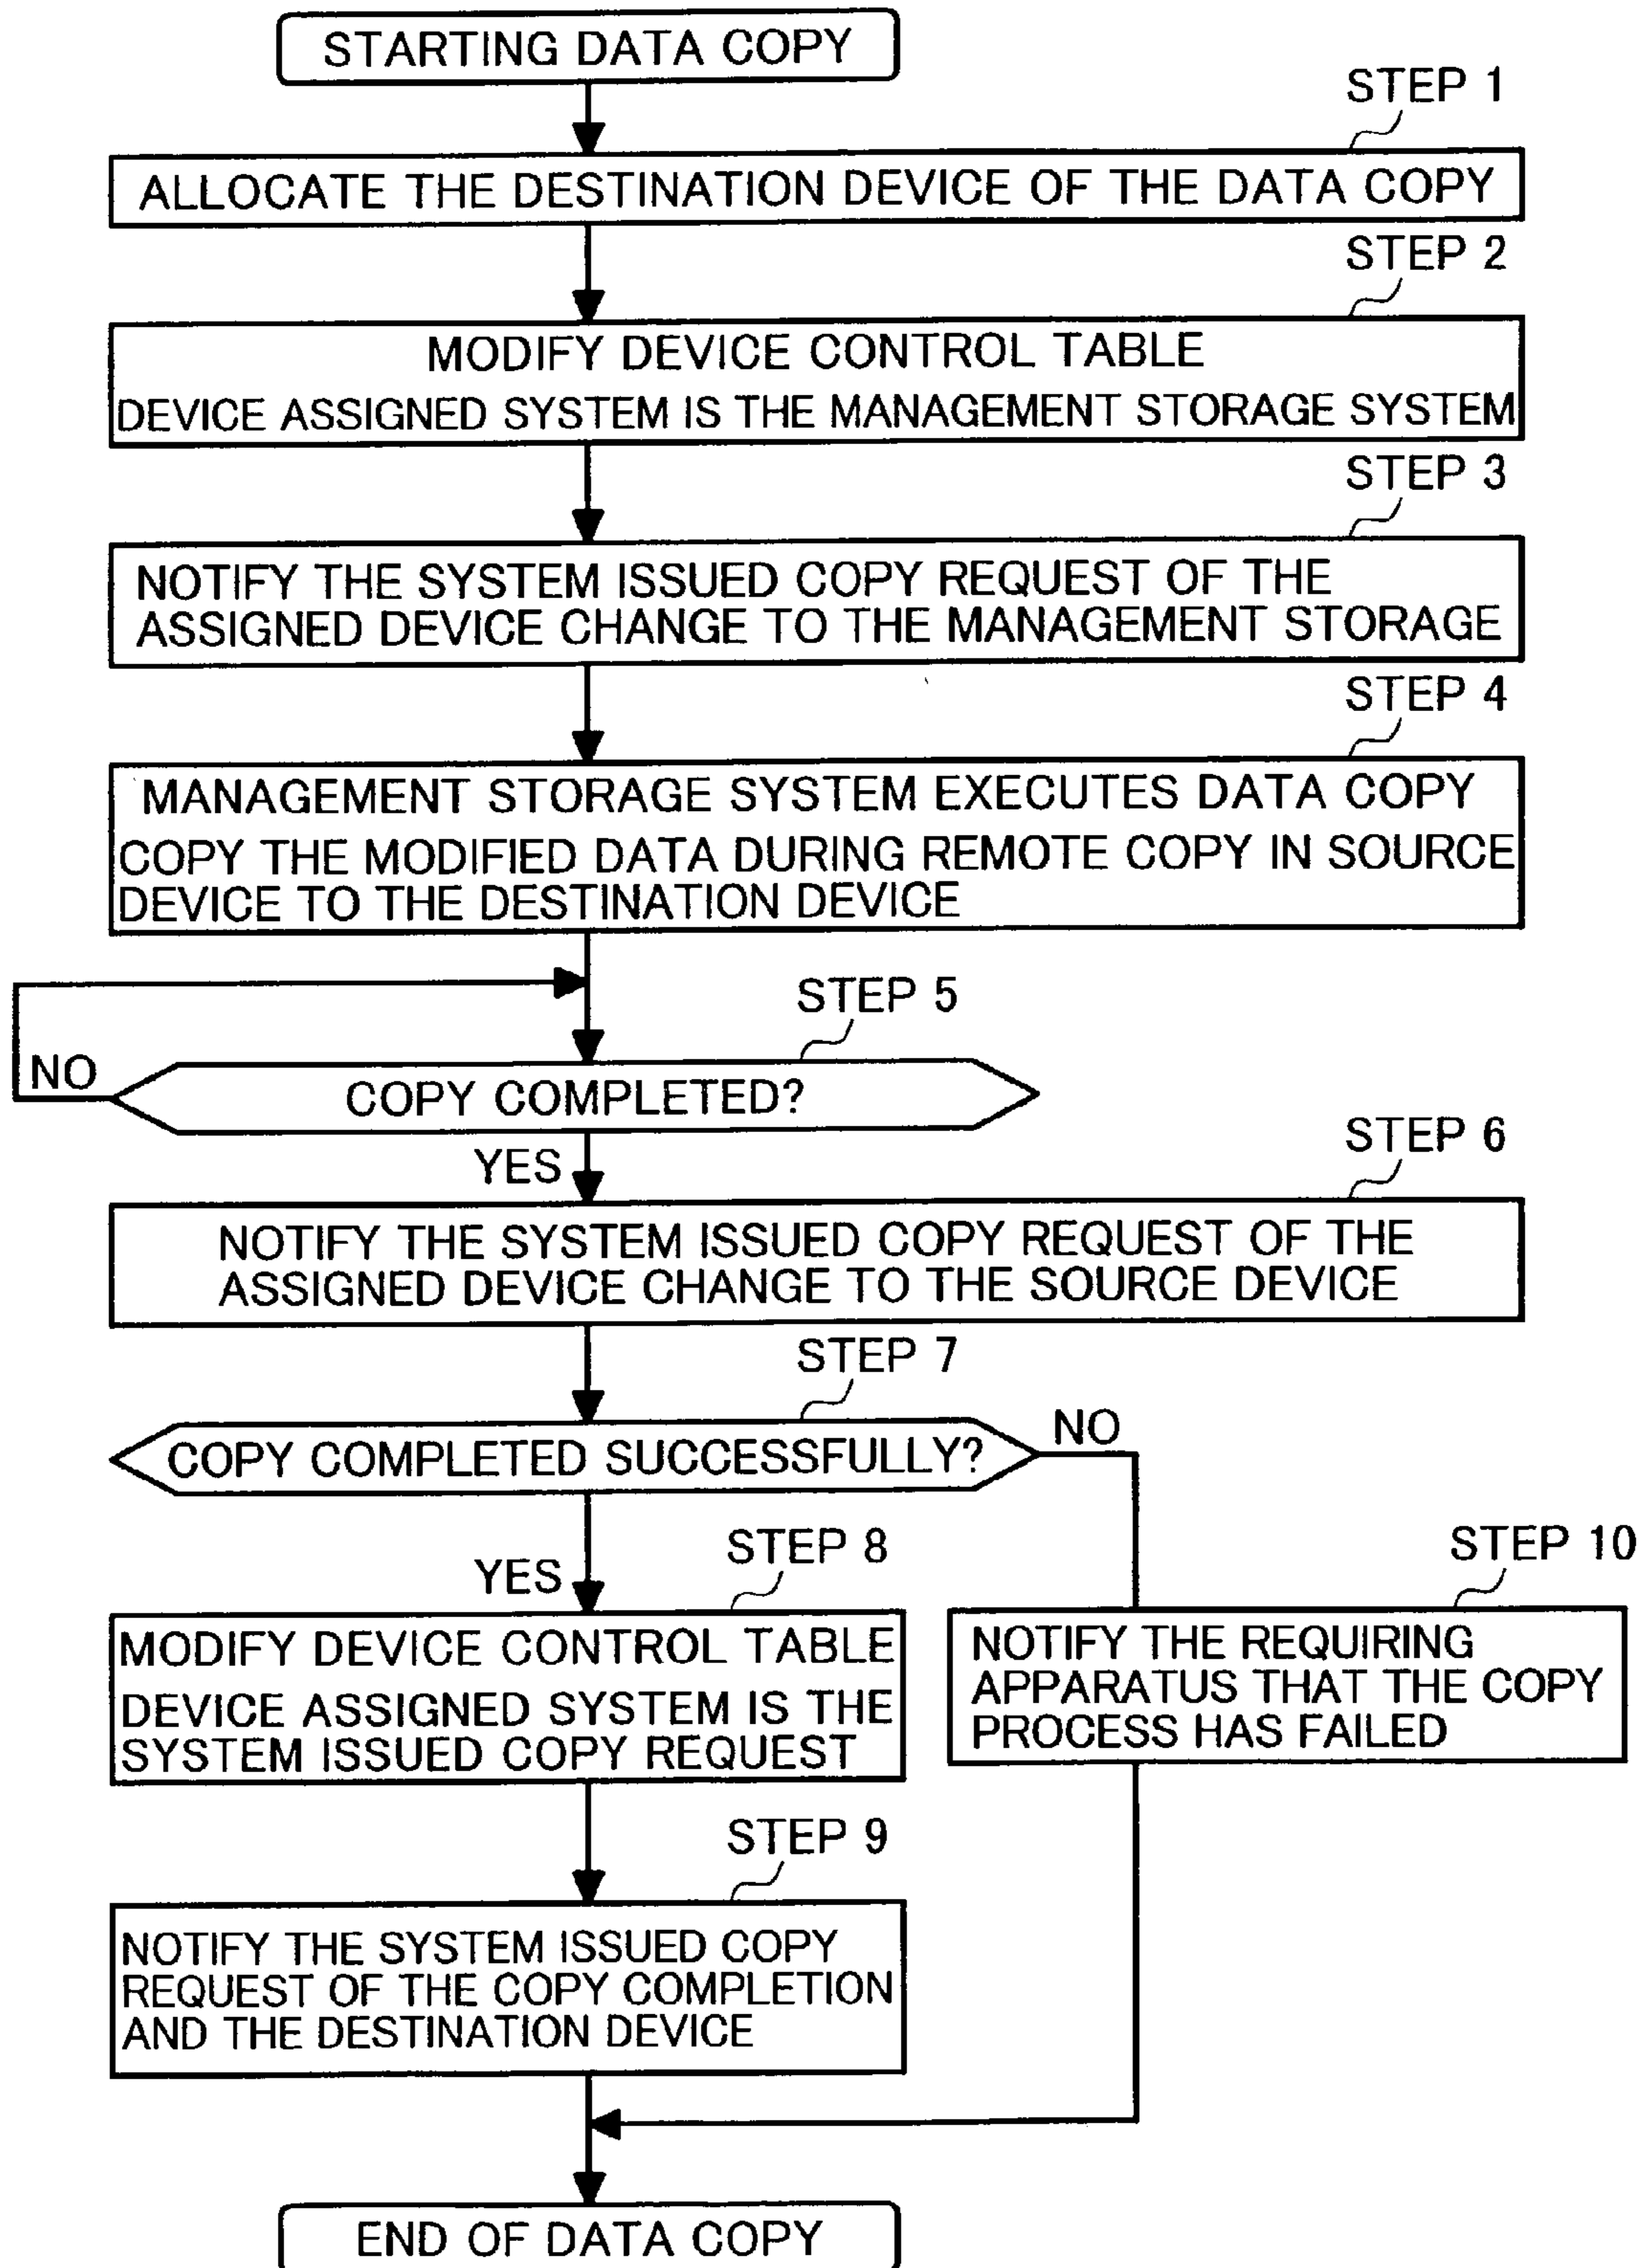 STARTING DATA COPY
STEP 1
ALLOCATE THE DESTINATION DEVICE OF THE DATA COPY
STEP 2
MODIFY DEVICE CONTROL TABLE
DEVICE ASSIGNED SYSTEM IS THE MANAGEMENT STORAGE SYSTEM
STEP 3
NOTIFY THE SYSTEM ISSUED COPY REQUEST OF THE
ASSIGNED DEVICE CHANGE TO THE MANAGEMENT STORAGE
STEP 4
MANAGEMENT STORAGE SYSTEM EXECUTES DATA COPY
COPY THE MODIFIED DATA DURING REMOTE COPY IN SOURCE
DEVICE TO THE DESTINATION DEVICE
STEP 5
NO
COPY COMPLETED?
YES
STEP 6
NOTIFY THE SYSTEM ISSUED COPY REQUEST OF THE
ASSIGNED DEVICE CHANGE TO THE SOURCE DEVICE
STEP 7
COPY COMPLETED SUCCESSFULLY?
NO
YES
STEP 8
MODIFY DEVICE CONTROL TABLE
DEVICE ASSIGNED SYSTEM IS THE
SYSTEM ISSUED COPY REQUEST
STEP 10
NOTIFY THE REQUIRING
APPARATUS THAT THE COPY
PROCESS HAS FAILED
STEP 9
NOTIFY THE SYSTEM ISSUED COPY
REQUEST OF THE COPY COMPLETION
AND THE DESTINATION DEVICE
END OF DATA COPY